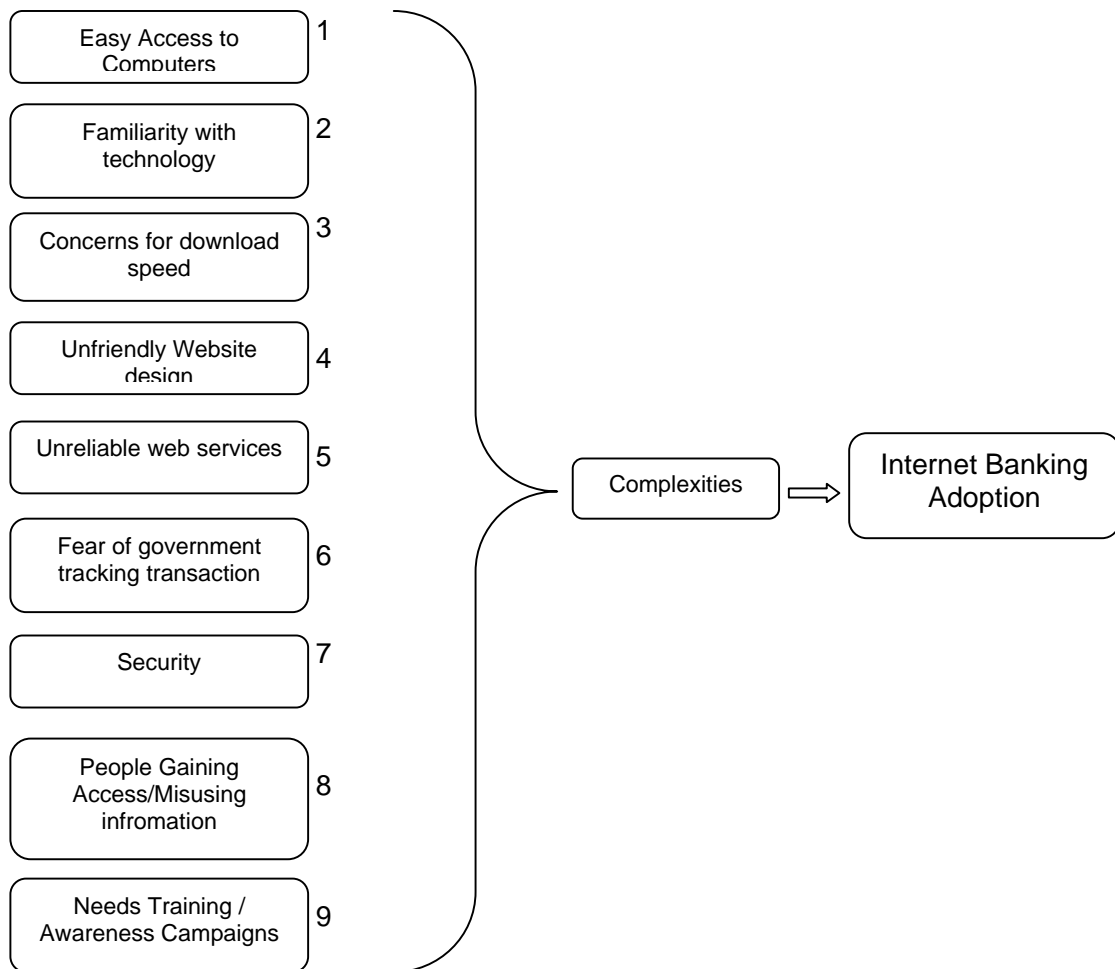 Easy Access to
Computers
1
Familiarity with
technology
2
Concerns for download
speed
3
Unfriendly Website
design
4
Unreliable web services
5
Fear of government
tracking transaction
6
Security
7
People Gaining
Access/Misusing
infromation
8
Needs Training /
Awareness Campaigns
9
Complexities
Internet Banking
Adoption